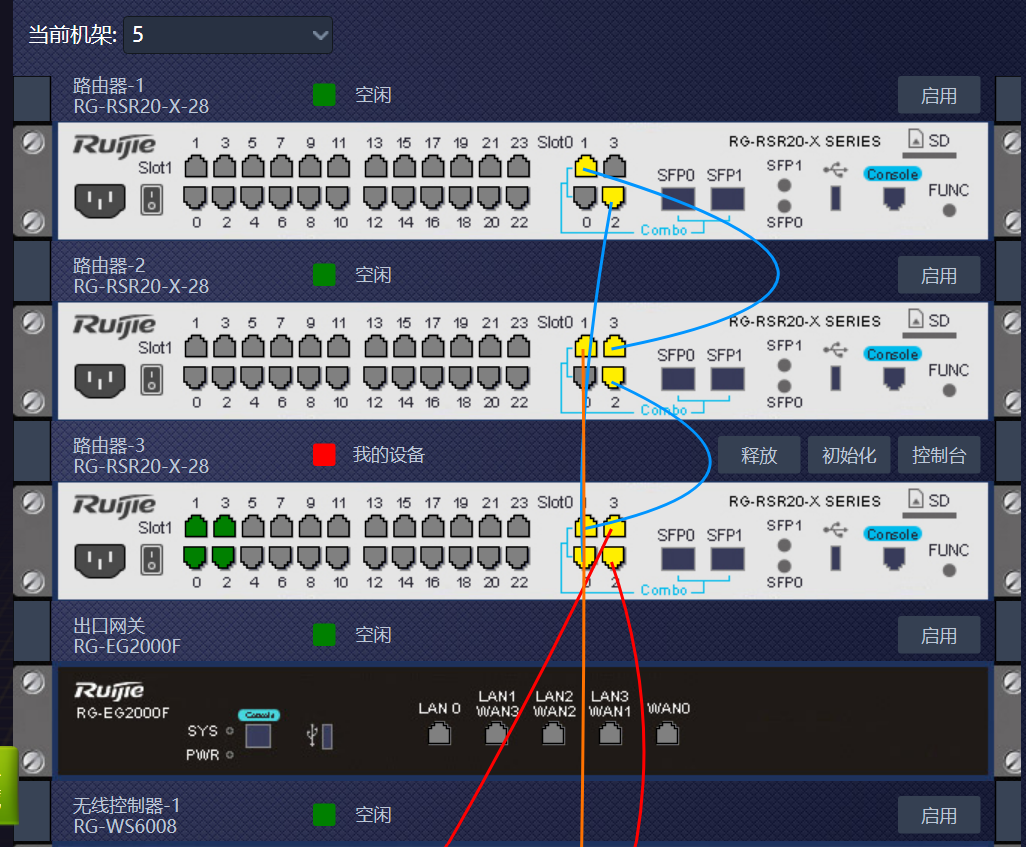 当前机架: 5
路由器-1
RG-RSR20-X-28
空闲
启用
Ruijie
1 3 5 7 9 11 13 15 17 19 21 23 Slot0 1 3
RG-RSR20-X SERIES
SD
Slot1
SFP0 SFP1
SFP1
Console
FUNC
0 2 4 6 8 10 12 14 16 18 20 22 0 2
SFP0
Combo
路由器-2
RG-RSR20-X-28
空闲
启用
Ruijie
1 3 5 7 9 11 13 15 17 19 21 23 Slot0 1 3
RG-RSR20-X SERIES
SD
Slot1
SFP0 SFP1
SFP1
Console
FUNC
0 2 4 6 8 10 12 14 16 18 20 22 0 2
SFP0
Combo
路由器-3
RG-RSR20-X-28
我的设备
释放
初始化
控制台
Ruijie
1 3 5 7 9 11 13 15 17 19 21 23 Slot0 1 3
RG-RSR20-X SERIES
SD
Slot1
SFP0 SFP1
SFP1
Console
FUNC
0 2 4 6 8 10 12 14 16 18 20 22 0 2
SFP0
Combo
出口网关
RG-EG2000F
空闲
启用
Ruijie
RG-EG2000F
Console
SYS
PWR
LAN 0
LAN1
WAN3
LAN2
WAN2
LAN3
WAN1
WAN0
无线控制器-1
RG-WS6008
空闲
启用